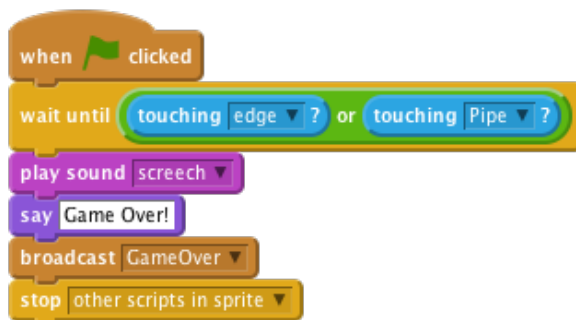 when clicked
wait until touching edge ? or touching Pipe ?
play sound screech
say Game Over!
broadcast GameOver
stop other scripts in sprite